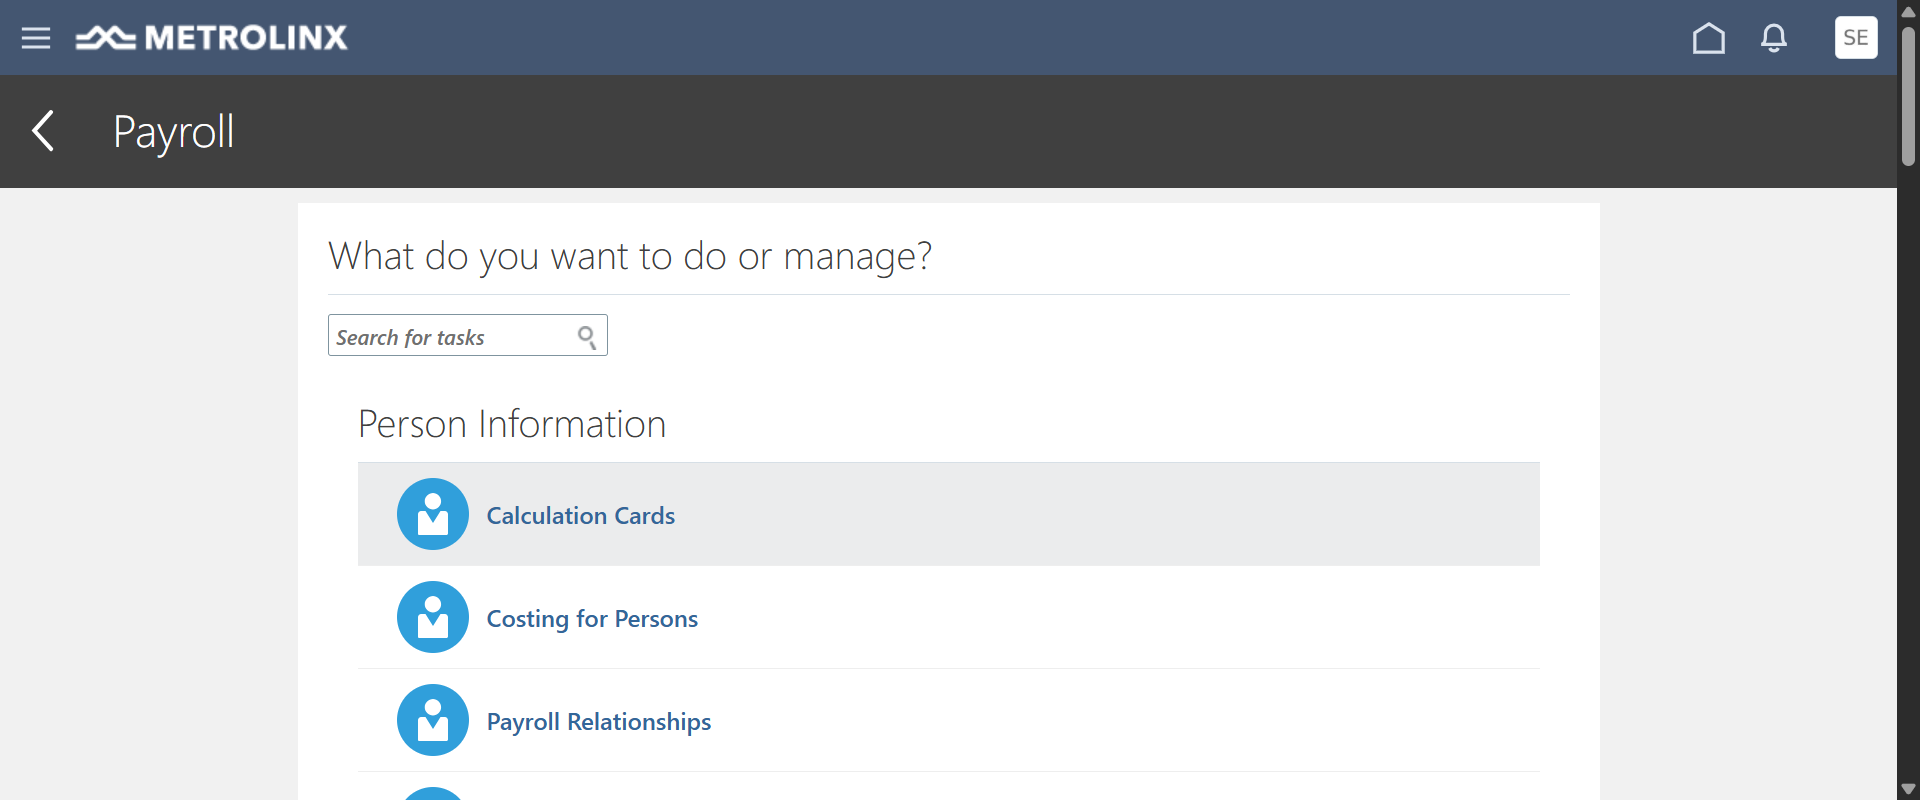 METROLINX
SE
Payroll
What do you want to do or manage?
Search for tasks
Person Information
Calculation Cards
Costing for Persons
Payroll Relationships